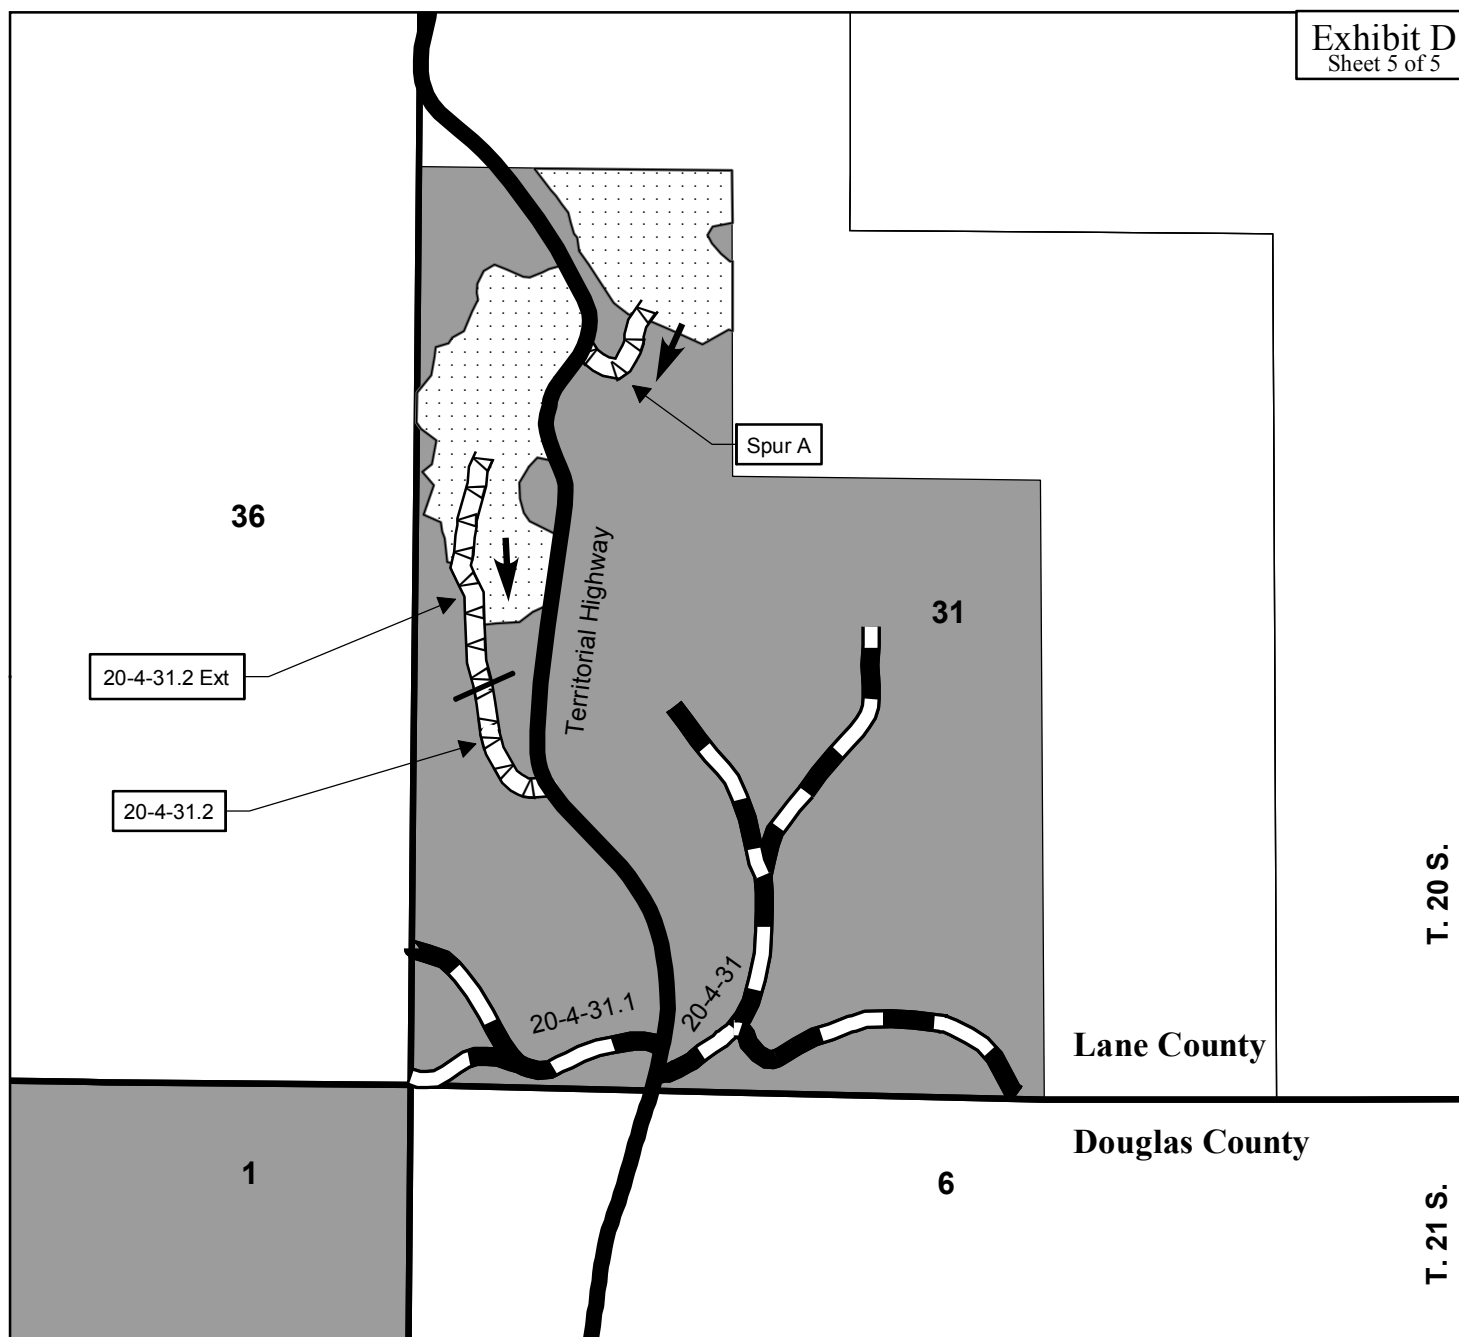 Exhibit D
Sheet 5 of 5
Spur A
36
Territorial Highway
31
20-4-31.2 Ext
20-4-31.2
T. 20 S.
20-4-31.1
20-4-31
Lane County
Douglas County
1
6
T. 21 S.